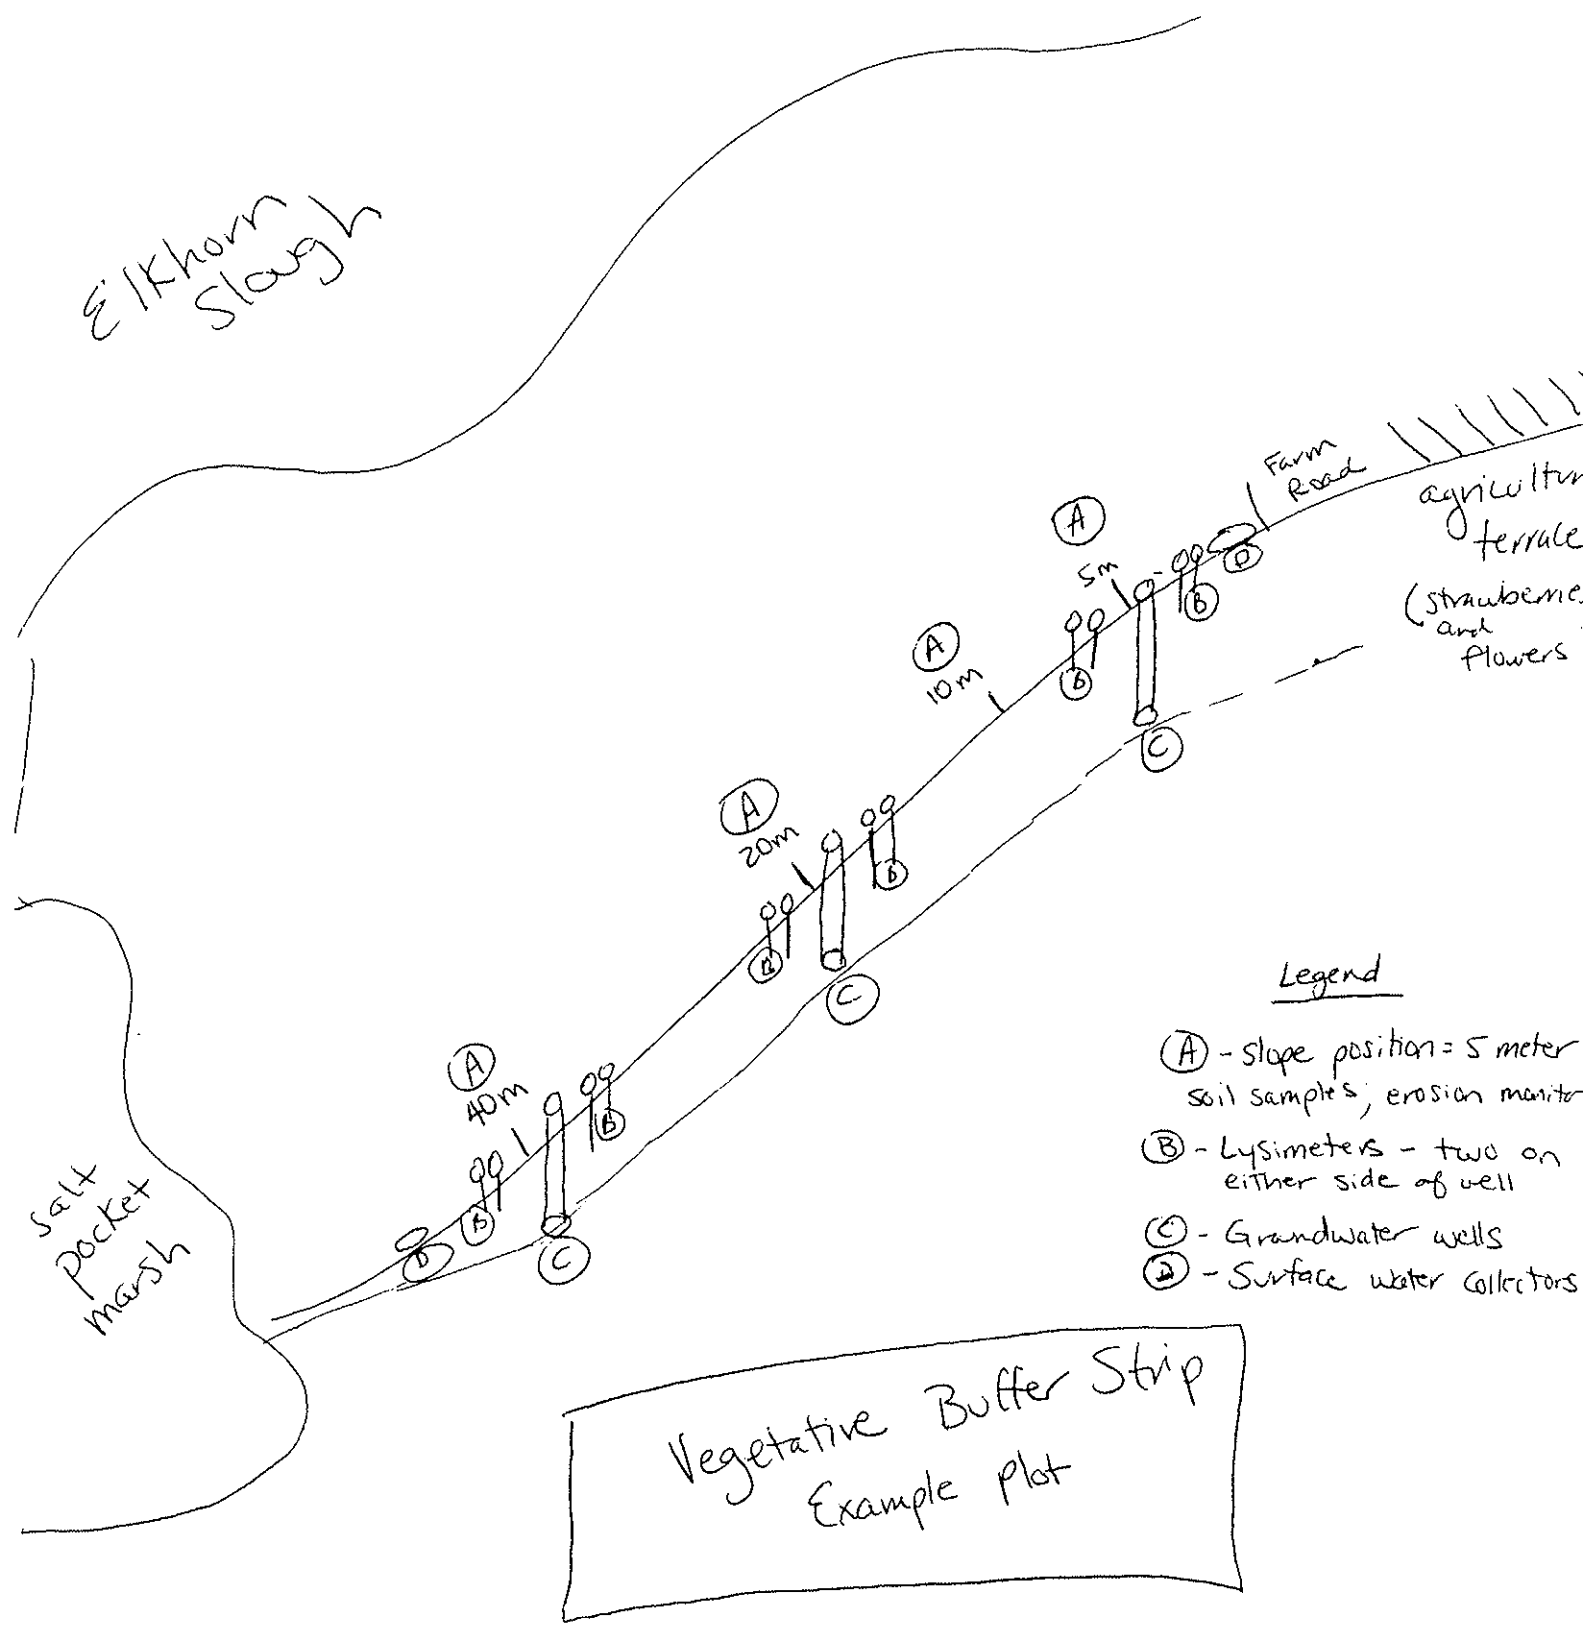 Elkhorn
Slough
Farm
Road
agricultur
terrace
(strawberries
and
flowers
A
5m
B
D
A
10m
B
C
A
20m
B
B
C
A
40m
B
B
D
C
salt
pocket
marsh
Legend
A - slope position = 5 meter
soil samples; erosion monitor
B - Lysimeters - two on
either side of well
C - Groundwater wells
D - Surface water collectors
Vegetative Buffer Strip
Example plot